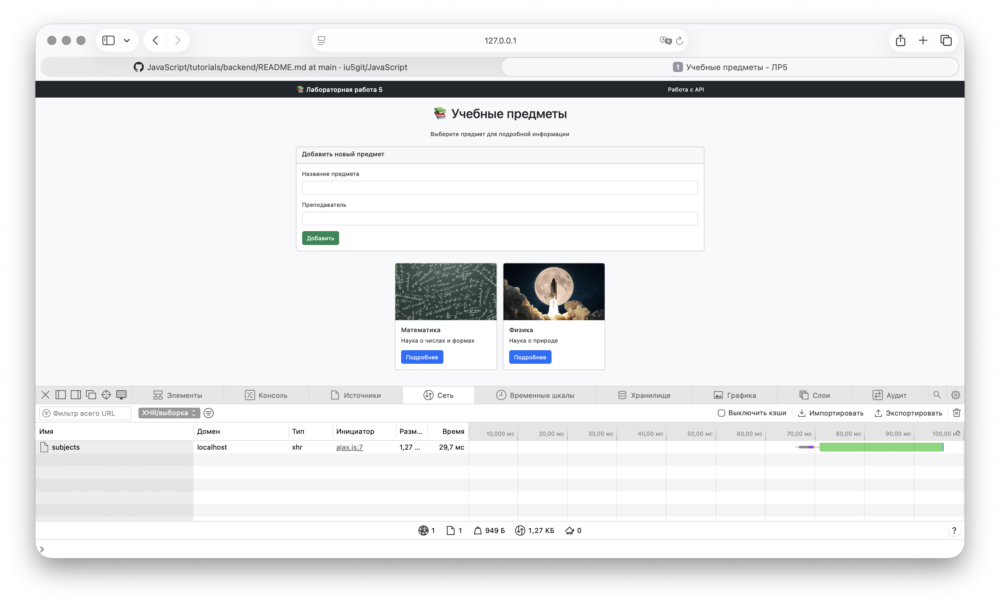 127.0.0.1
JavaScript/tutorials/backend/README.md at main · iu5git/JavaScript
1 Учебные предметы - ЛР5
Лабораторная работа 5
Работа с API
Учебные предметы
Выберите предмет для подробной информации
Добавить новый предмет
Название предмета
Преподаватель
Добавить
Математика
Наука о числах и формах
Подробнее
Физика
Наука о природе
Подробнее
Элементы Консоль Источники Сеть Временные шкалы Хранилище Графика Слои Аудит
Фильтр всего URL XHR/выборка Выключить кэши Импортировать Экспортировать
Имя Домен Тип Инициатор Разм... Время 10,000 мс 20,00 мс 30,00 мс 40,00 мс 50,00 мс 60,00 мс 70,00 мс 80,00 мс 90,00 мс 100,00 мс
subjects localhost xhr ajax.js:7 1,27 ... 29,7 мс
1 1 949 Б 1,27 КБ 0 ?